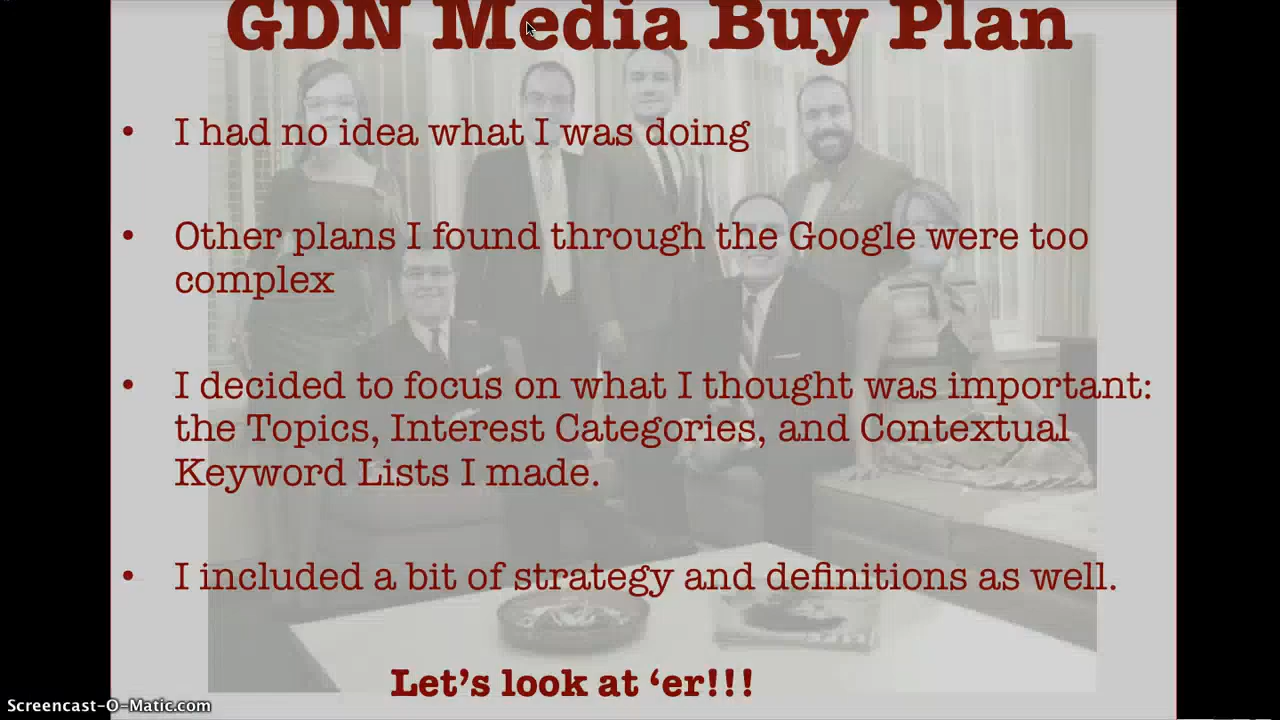 GDN Media Buy Plan
• I had no idea what I was doing
• Other plans I found through the Google were too
complex
• I decided to focus on what I thought was important:
the Topics, Interest Categories, and Contextual
Keyword Lists I made.
• I included a bit of strategy and definitions as well.
Let’s look at ‘er!!!
Screencast-O-Matic.com